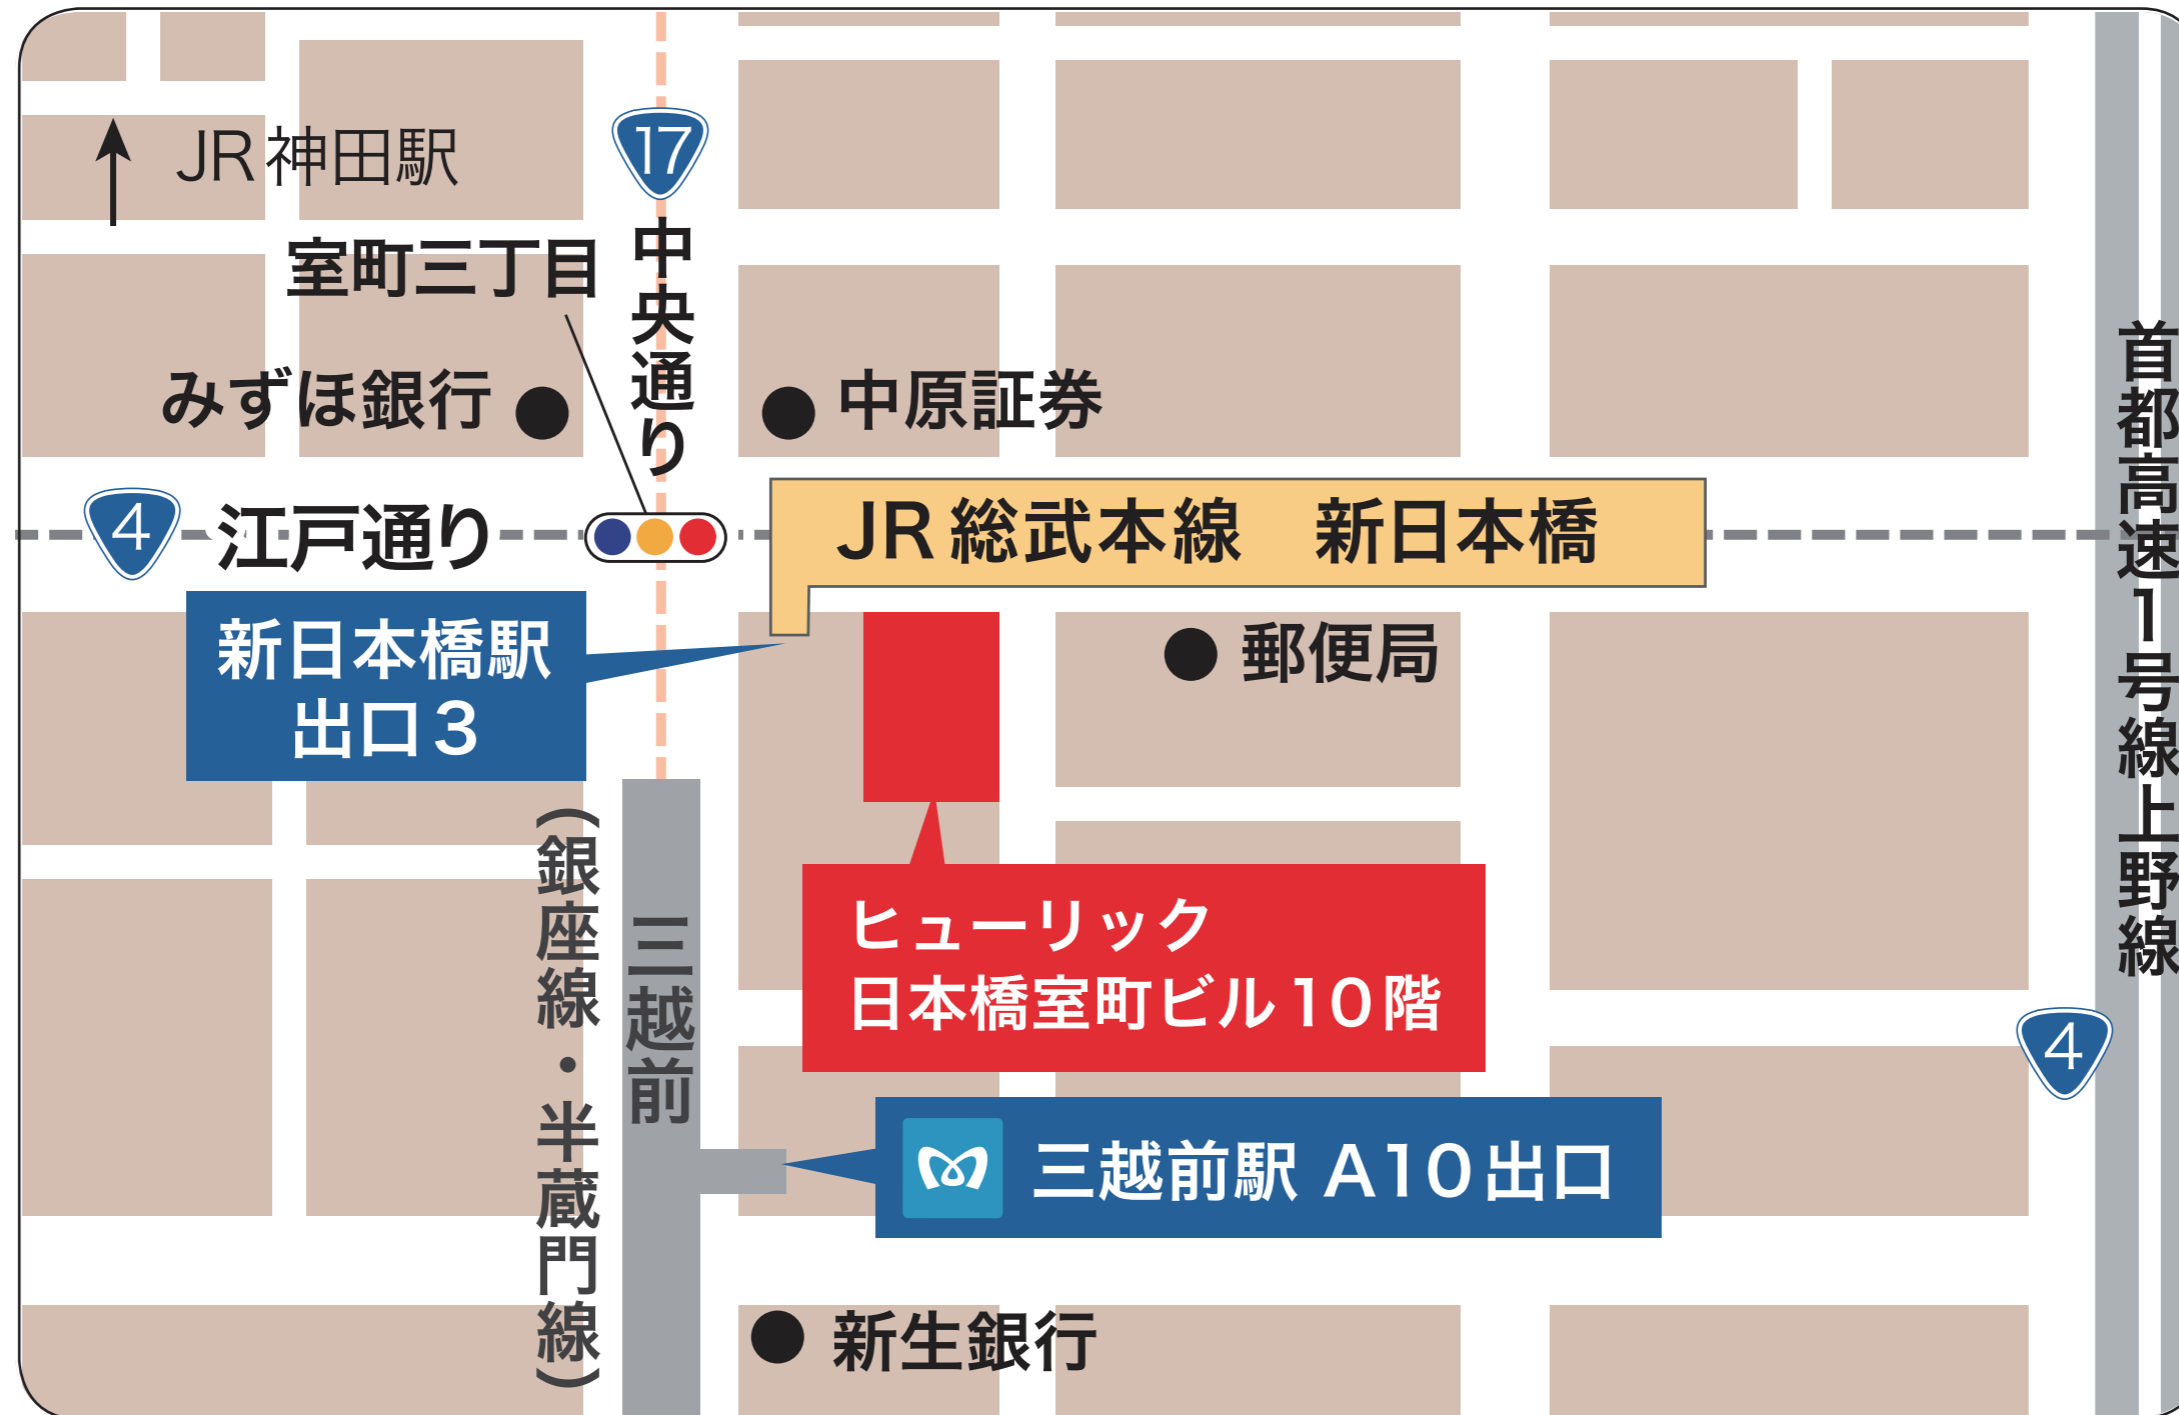 JR神田駅
17
室町三丁目
中央通り
みずほ銀行
中原証券
4
江戸通り
JR総武本線　新日本橋
新日本橋駅
出口3
郵便局
首都高速1号線上野線
ヒューリック
日本橋室町ビル10階
三越前
(銀座線・半蔵門線)
4
三越前駅 A10出口
新生銀行